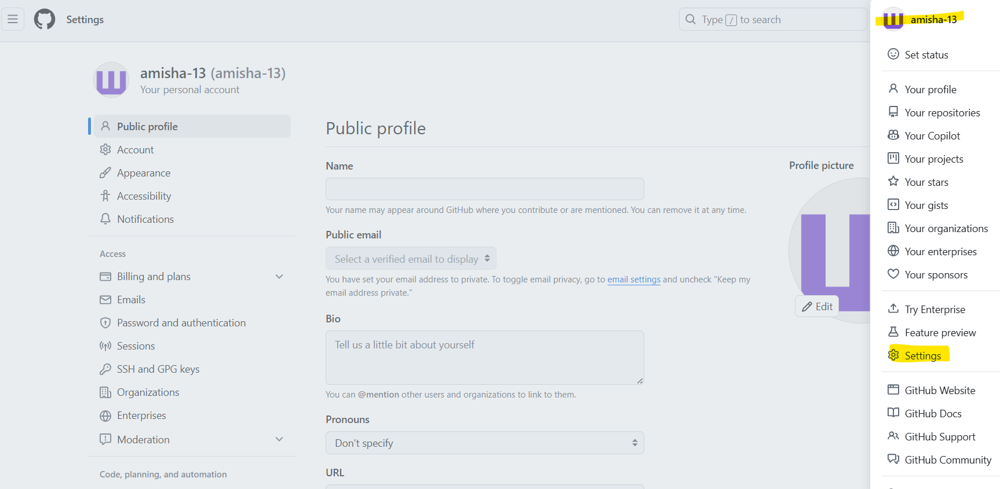 Settings
Type / to search
amisha-13 (amisha-13)
Your personal account
Public profile
Account
Appearance
Accessibility
Notifications
Access
Billing and plans
Emails
Password and authentication
Sessions
SSH and GPG keys
Organizations
Enterprises
Moderation
Code, planning, and automation
Public profile
Name
Your name may appear around GitHub where you contribute or are mentioned. You can remove it at any time.
Public email
Select a verified email to display
You have set your email address to private. To toggle email privacy, go to email settings and uncheck "Keep my
email address private."
Bio
Tell us a little bit about yourself
You can @mention other users and organizations to link to them.
Pronouns
Don't specify
URL
Profile picture
Edit
amisha-13
Set status
Your profile
Your repositories
Your Copilot
Your projects
Your stars
Your gists
Your organizations
Your enterprises
Your sponsors
Try Enterprise
Feature preview
Settings
GitHub Website
GitHub Docs
GitHub Support
GitHub Community